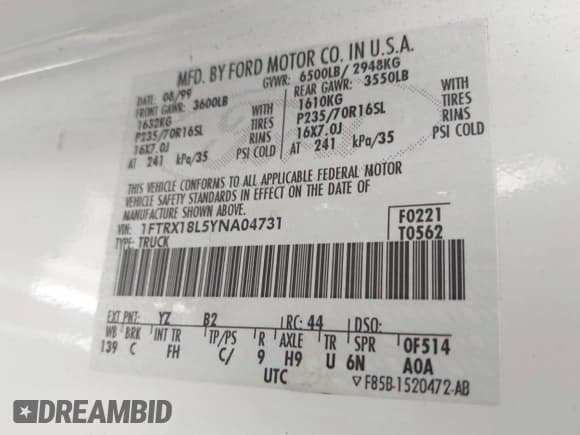 MFD. BY FORD MOTOR CO. IN U.S.A.
DATE: 08/99 GVWR: 6500LB/ 2948KG
FRONT GAWR: 3600LB REAR GAWR: 3550LB
1632KG WITH 1610KG WITH
P235/70R16SL TIRES P235/70R16SL TIRES
16X7.0J RIMS 16X7.0J RIMS
AT 241 kPa/35 PSI COLD AT 241 kPa/35 PSI COLD
THIS VEHICLE CONFORMS TO ALL APPLICABLE FEDERAL MOTOR
VEHICLE SAFETY STANDARDS IN EFFECT ON THE DATE OF
MANUFACTURE SHOWN ABOVE.
VIN: 1FTRX18L5YNA04731 F0221
TYPE: TRUCK T0562
EXT PNT: YZ B2 RC: 44 DSO:
WB BRK INT TR TP/PS R AXLE TR SPR 0F514
139 C FH C/ 9 H9 U 6N A0A
UTC ▽ F85B-1520472-AB
DREAMBID